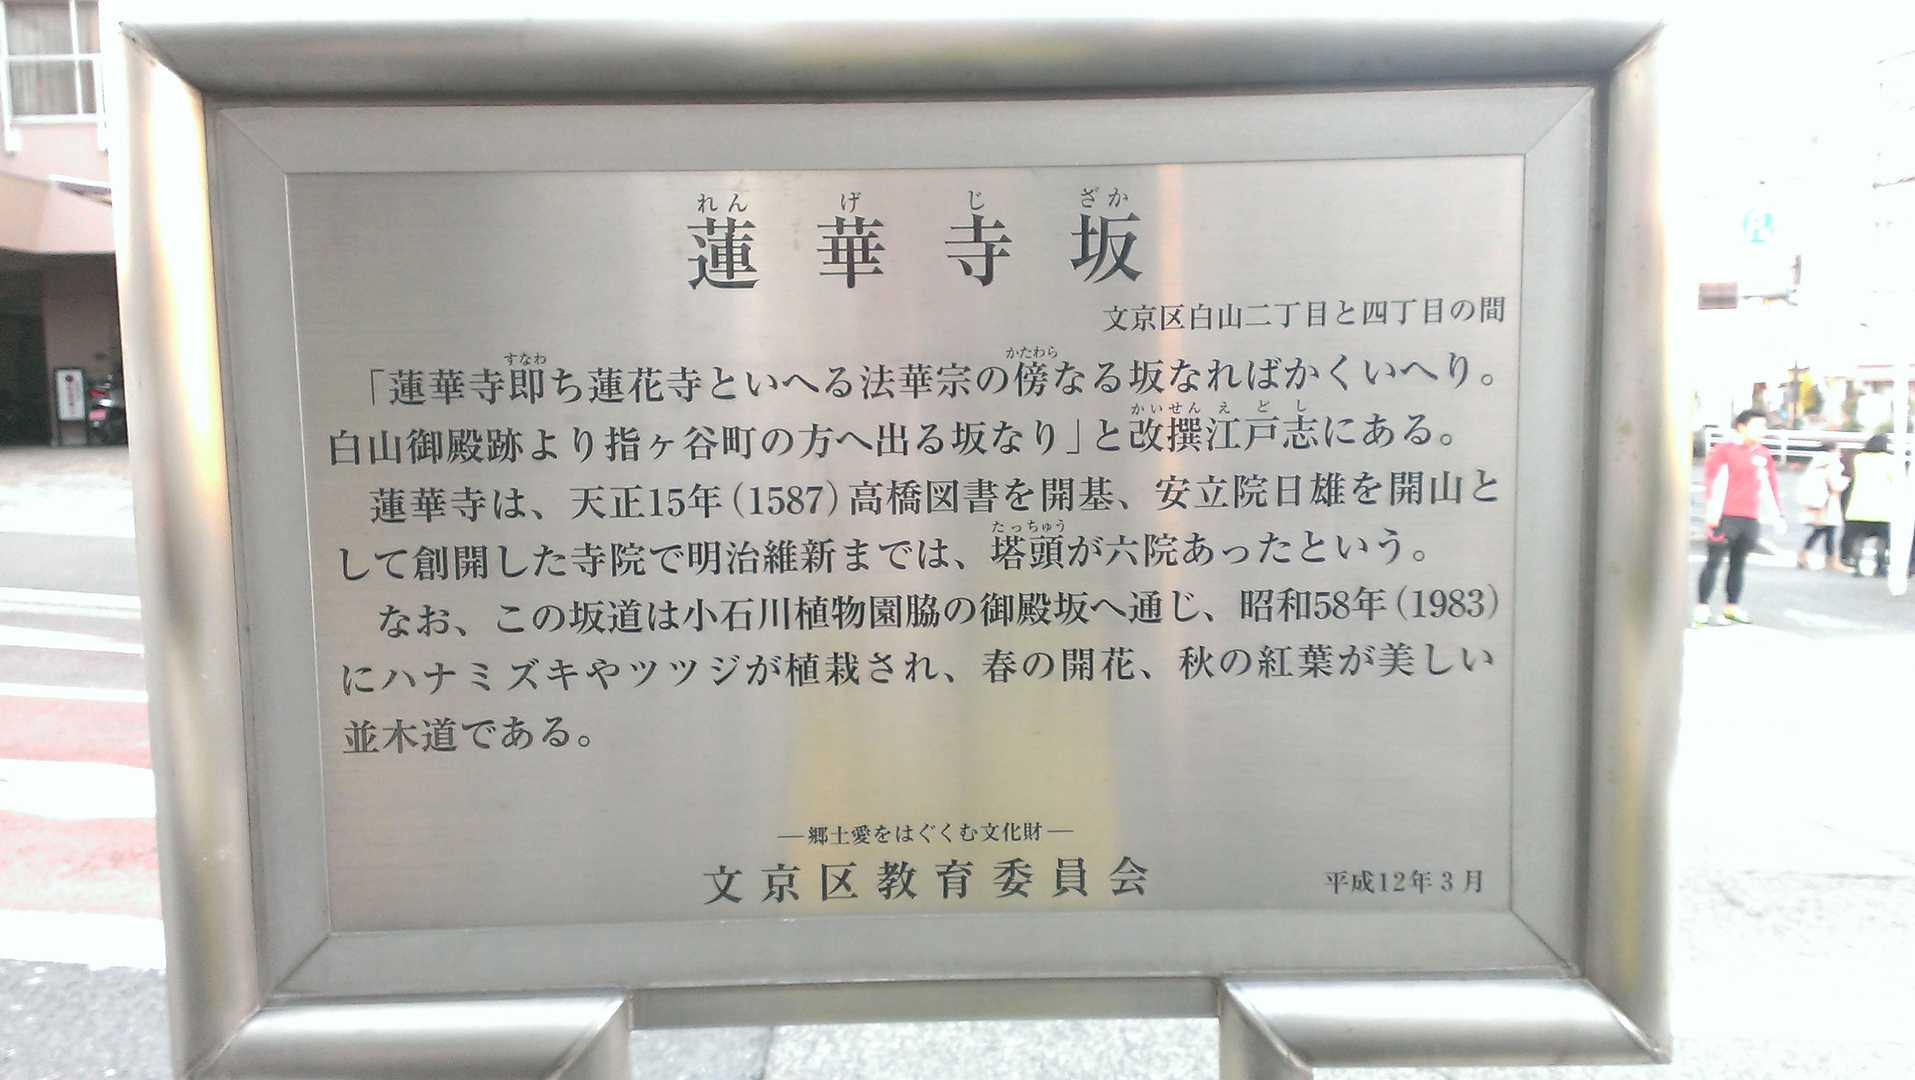 れんげじざか
蓮華寺坂
文京区白山二丁目と四丁目の間
「蓮華寺即ち蓮花寺といへる法華宗の傍なる坂なればかくいへり。
白山御殿跡より指ヶ谷町の方へ出る坂なり」と改撰江戸志にある。
蓮華寺は、天正15年(1587)高橋図書を開基、安立院日雄を開山と
して創開した寺院で明治維新までは、塔頭が六院あったという。
なお、この坂道は小石川植物園脇の御殿坂へ通じ、昭和58年(1983)
にハナミズキやツツジが植栽され、春の開花、秋の紅葉が美しい
並木道である。
―郷土愛をはぐくむ文化財―
文京区教育委員会
平成12年3月